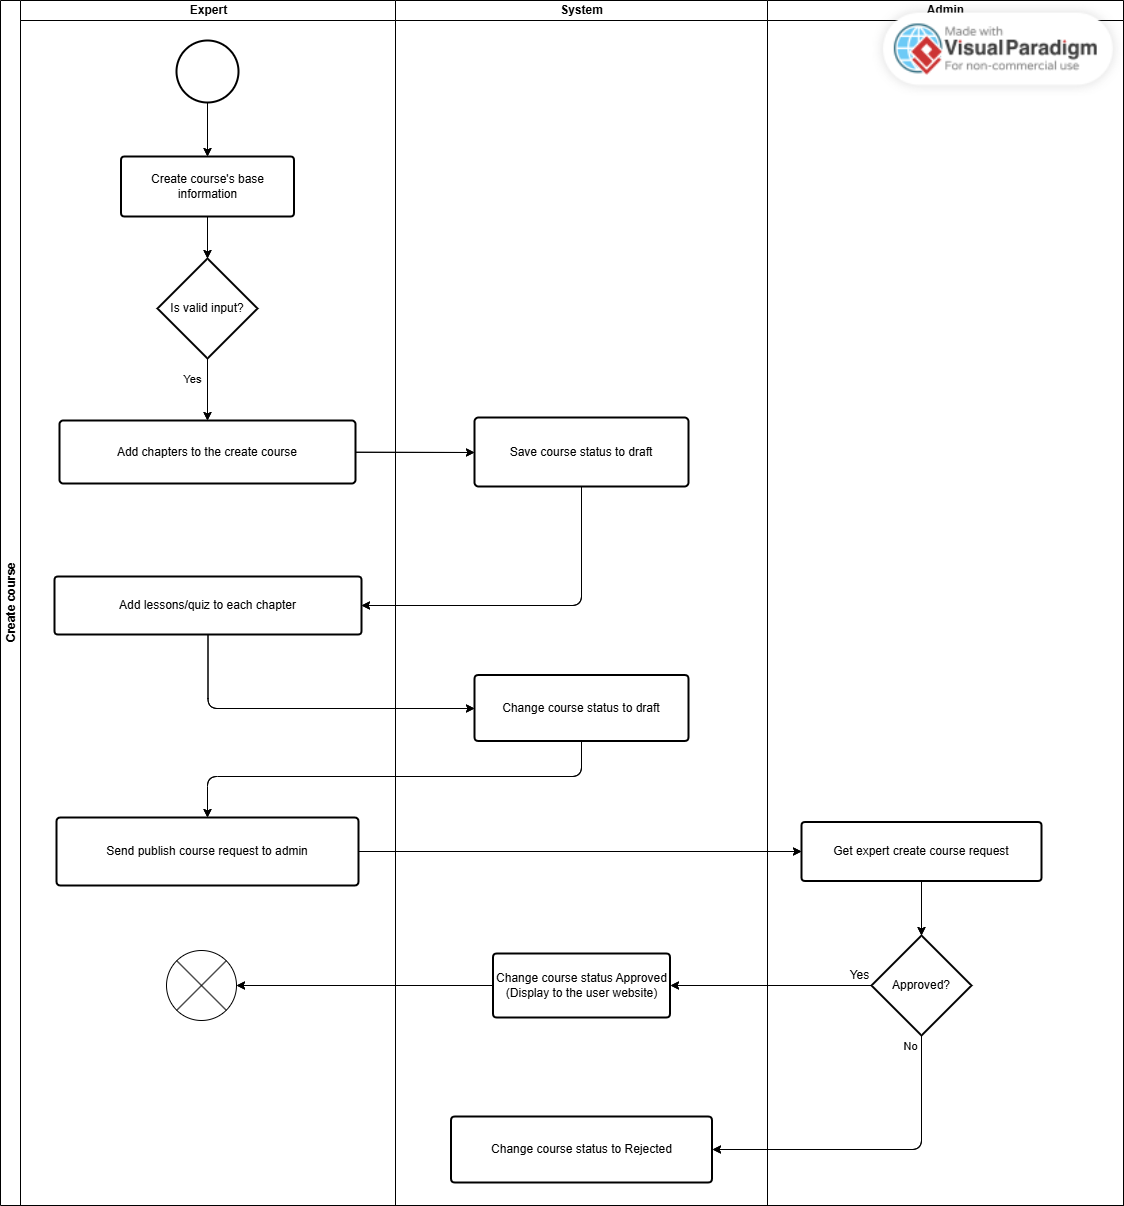 Expert
System
Admin
Made with
Visual Paradigm
For non-commercial use
Create course
Create course's base
information
Is valid input?
Yes
Add chapters to the create course
Save course status to draft
Add lessons/quiz to each chapter
Change course status to draft
Send publish course request to admin
Get expert create course request
Change course status Approved
(Display to the user website)
Yes
Approved?
No
Change course status to Rejected